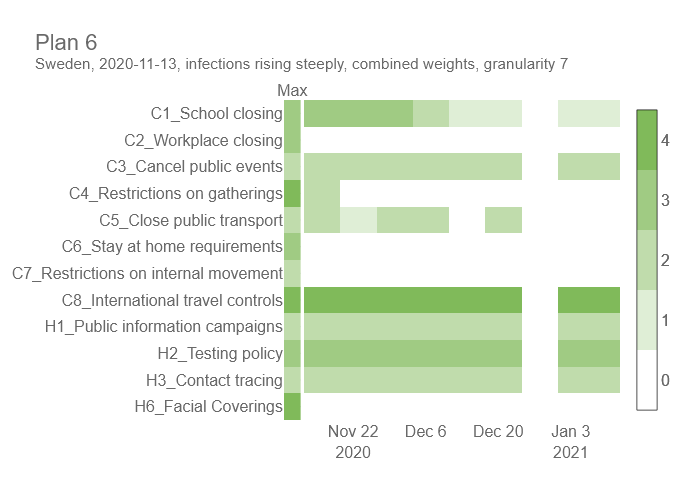 Plan 6
Sweden, 2020-11-13, infections rising steeply, combined weights, granularity 7
Max
C1_School closing
C2_Workplace closing
C3_Cancel public events
C4_Restrictions on gatherings
C5_Close public transport
C6_Stay at home requirements
C7_Restrictions on internal movement
C8_International travel controls
H1_Public information campaigns
H2_Testing policy
H3_Contact tracing
H6_Facial Coverings
4
3
2
1
0
Nov 22 Dec 6 Dec 20 Jan 3
2020 2021